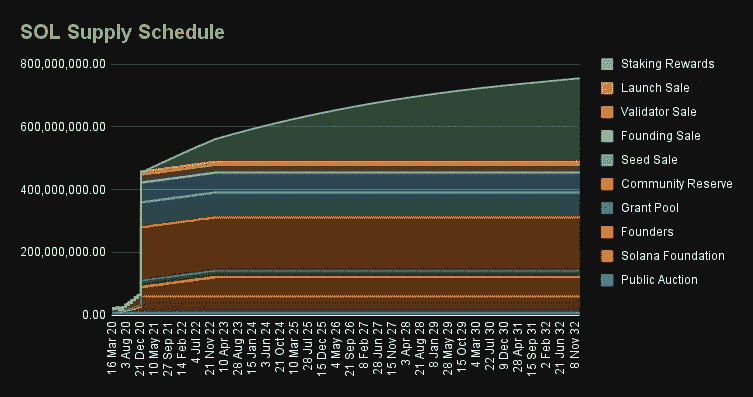 SOL Supply Schedule
800,000,000.00
600,000,000.00
400,000,000.00
200,000,000.00
0.00
16 Mar 20
3 Aug 20
21 Dec 20
10 May 21
27 Sep 21
14 Feb 22
4 Jul 22
21 Nov 22
10 Apr 23
28 Aug 23
15 Jan 24
3 Jun 24
21 Oct 24
10 Mar 25
28 Jul 25
15 Dec 25
4 May 26
21 Sep 26
8 Feb 27
28 Jun 27
15 Nov 27
3 Apr 28
21 Aug 28
8 Jan 29
28 May 29
15 Oct 29
4 Mar 30
22 Jul 30
9 Dec 30
28 Apr 31
15 Sep 31
2 Feb 32
21 Jun 32
8 Nov 32
Staking Rewards
Launch Sale
Validator Sale
Founding Sale
Seed Sale
Community Reserve
Grant Pool
Founders
Solana Foundation
Public Auction